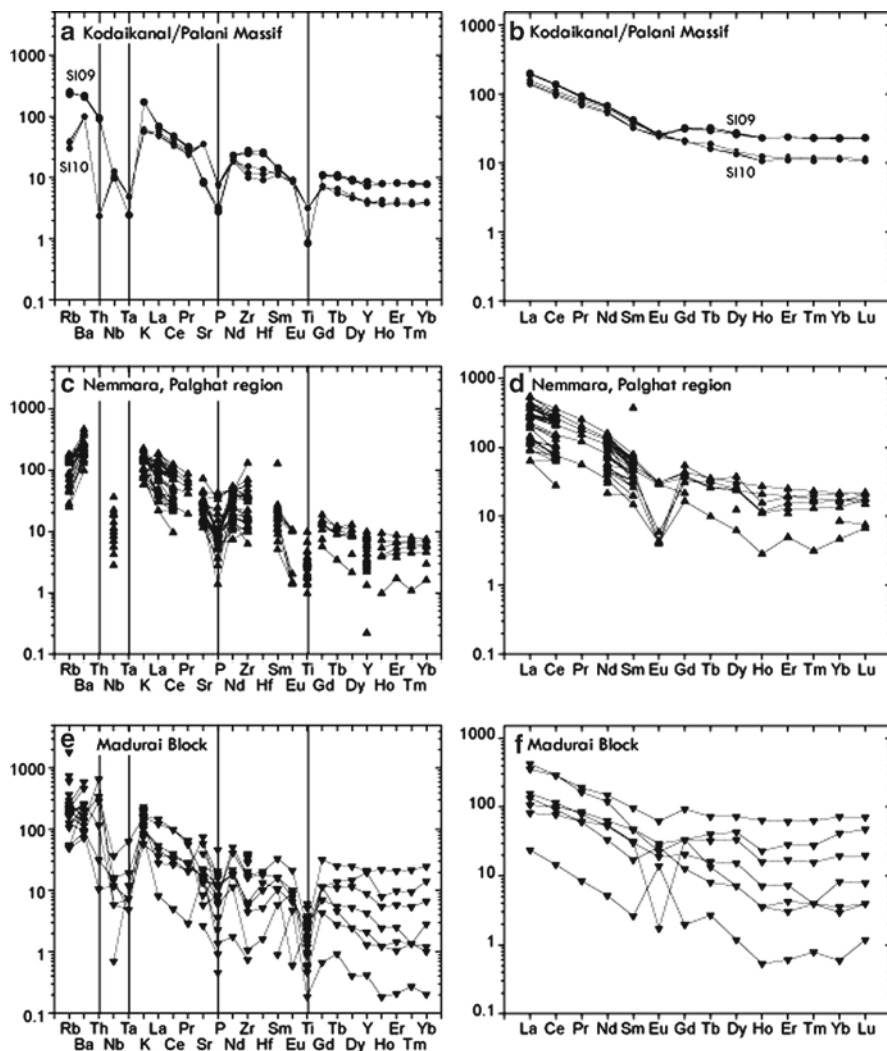 a Kodaikanal/Palani Massif
1000
100
10
1
0.1
SI09
SI10
Rb Th Ta La Pr P Zr Sm Ti Tb Y Er Yb
Ba Nb K Ce Sr Nd Hf Eu Gd Dy Ho Tm
b Kodaikanal/Palani Massif
1000
100
10
1
0.1
SI09
SI10
La Ce Pr Nd Sm Eu Gd Tb Dy Ho Er Tm Yb Lu
c Nemmara, Palghat region
1000
100
10
1
0.1
Rb Th Ta La Pr P Zr Sm Ti Tb Y Er Yb
Ba Nb K Ce Sr Nd Hf Eu Gd Dy Ho Tm
d Nemmara, Palghat region
1000
100
10
1
0.1
La Ce Pr Nd Sm Eu Gd Tb Dy Ho Er Tm Yb Lu
e Madurai Block
1000
100
10
1
0.1
Rb Th Ta La Pr P Zr Sm Ti Tb Y Er Yb
Ba Nb K Ce Sr Nd Hf Eu Gd Dy Ho Tm
f Madurai Block
1000
100
10
1
0.1
La Ce Pr Nd Sm Eu Gd Tb Dy Ho Er Tm Yb Lu